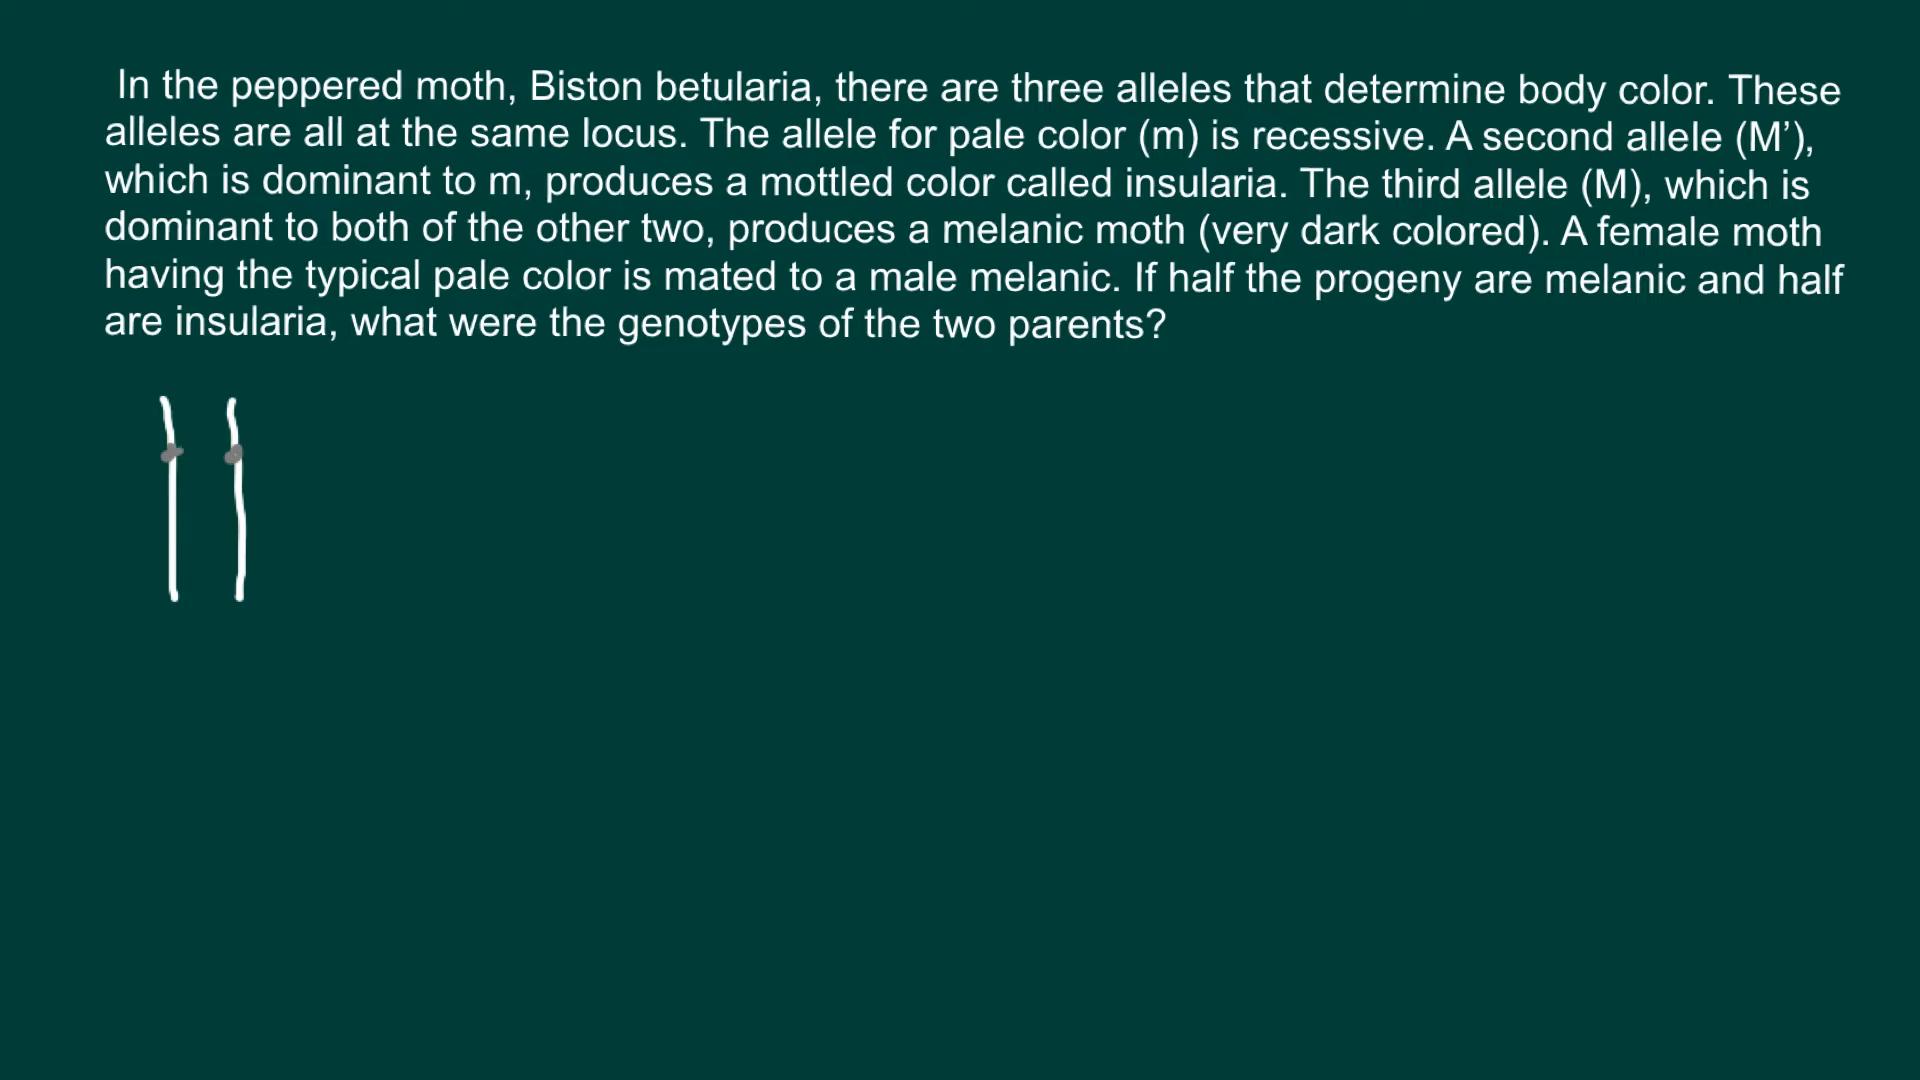 In the peppered moth, Biston betularia, there are three alleles that determine body color. These
alleles are all at the same locus. The allele for pale color (m) is recessive. A second allele (M’),
which is dominant to m, produces a mottled color called insularia. The third allele (M), which is
dominant to both of the other two, produces a melanic moth (very dark colored). A female moth
having the typical pale color is mated to a male melanic. If half the progeny are melanic and half
are insularia, what were the genotypes of the two parents?